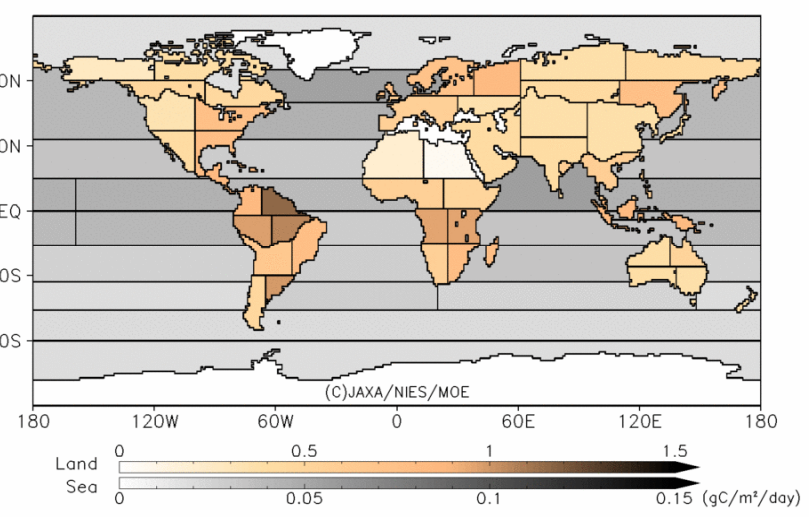 0N
0N
EQ
0S
0S
(C)JAXA/NIES/MOE
180 120W 60W 0 60E 120E 180
0 0.5 1 1.5
Land
Sea
0 0.05 0.1 0.15 (gC/m²/day)